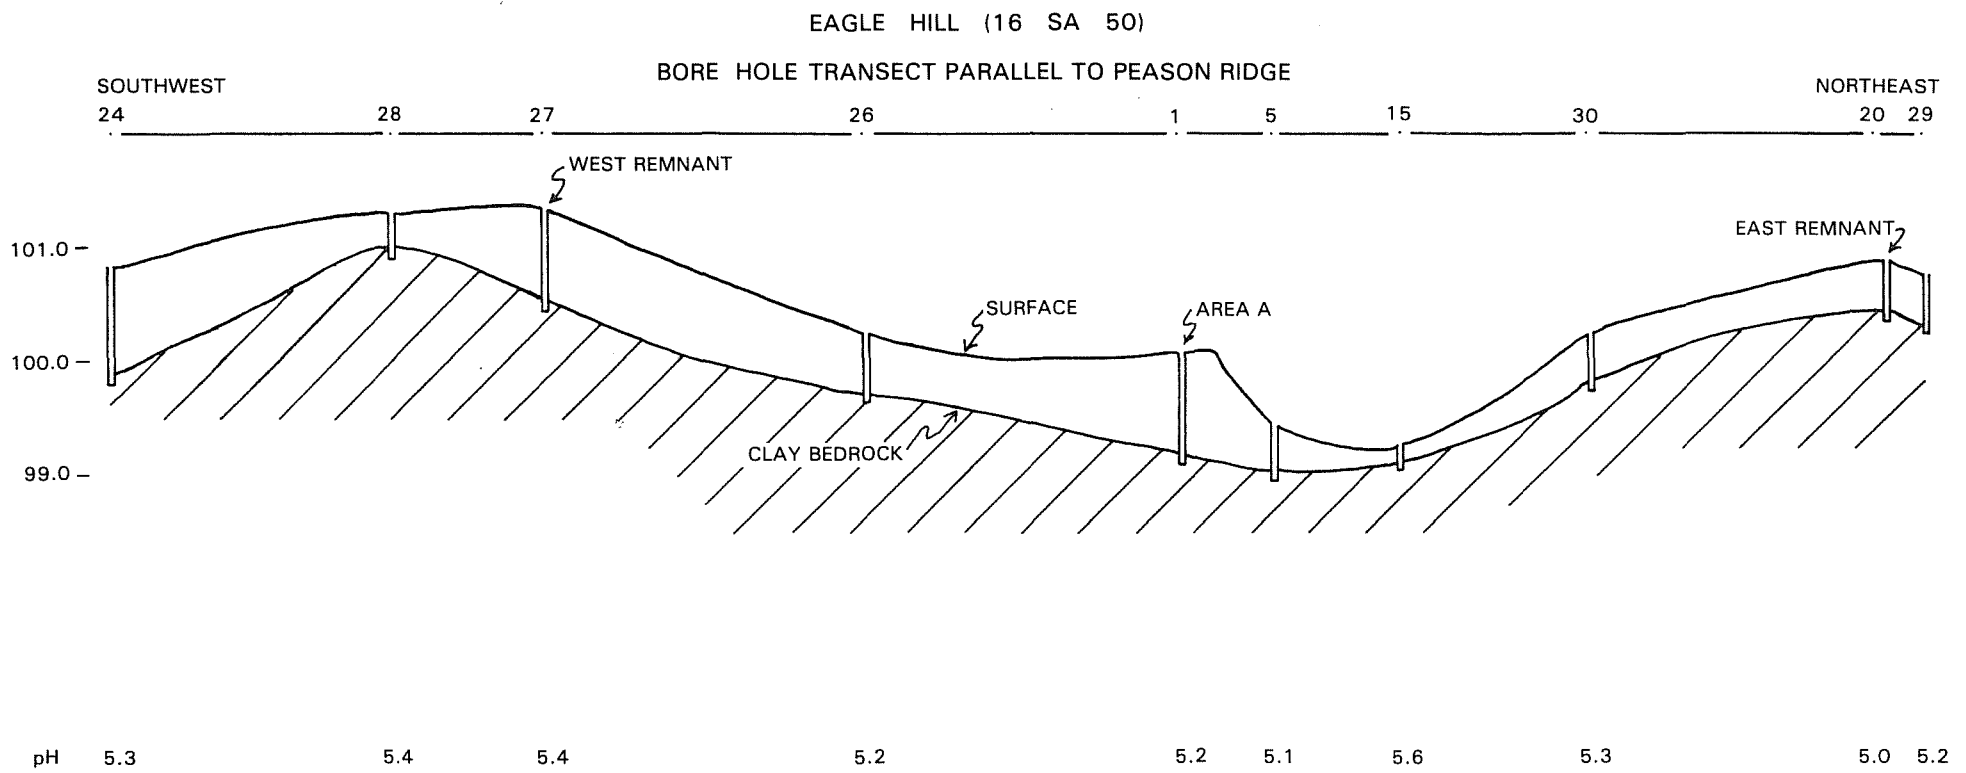 EAGLE HILL (16 SA 50)
BORE HOLE TRANSECT PARALLEL TO PEASON RIDGE
SOUTHWEST NORTHEAST
24 28 27 26 1 5 15 30 20 29
WEST REMNANT
EAST REMNANT
101.0
SURFACE AREA A
100.0
CLAY BEDROCK
99.0
pH 5.3 5.4 5.4 5.2 5.2 5.1 5.6 5.3 5.0 5.2